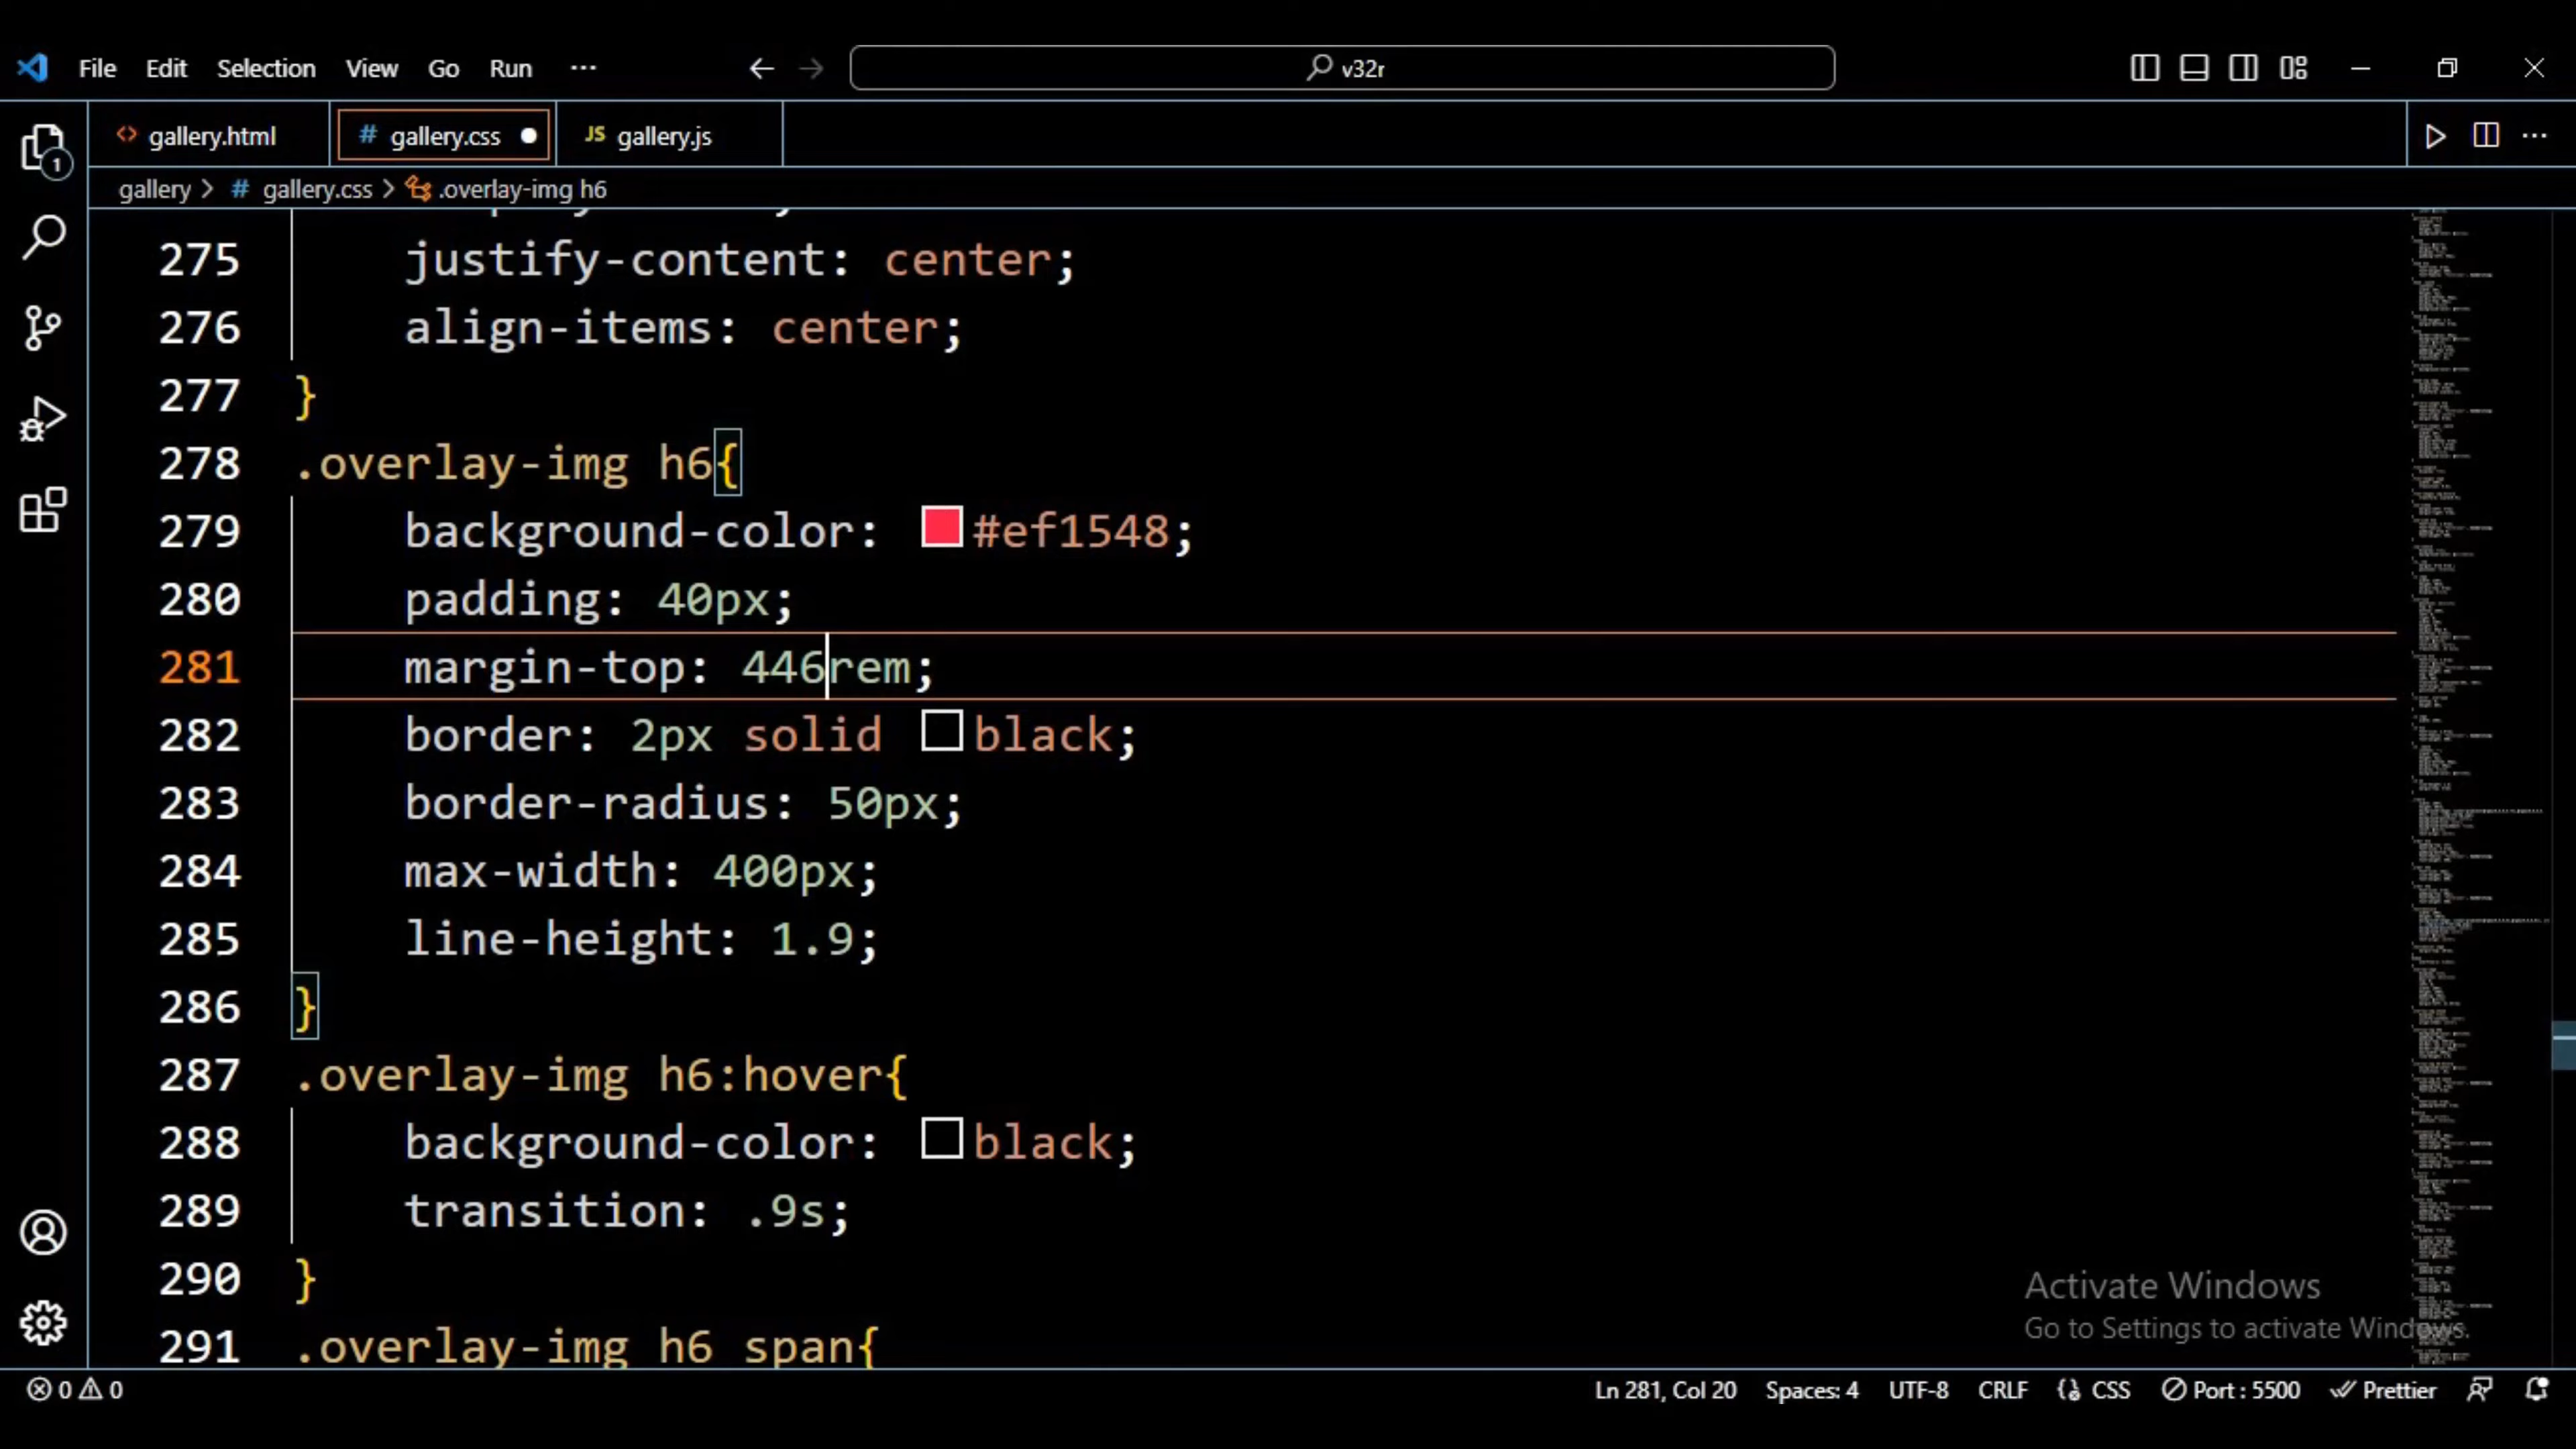 File Edit Selection View Go Run ··· v32r
gallery.html gallery.css JS gallery.js
gallery > # gallery.css > .overlay-img h6
275 justify-content: center;
276 align-items: center;
277 }
278 .overlay-img h6{
279 background-color: #ef1548;
280 padding: 40px;
281 margin-top: 446rem;
282 border: 2px solid black;
283 border-radius: 50px;
284 max-width: 400px;
285 line-height: 1.9;
286 }
287 .overlay-img h6:hover{
288 background-color: black;
289 transition: .9s;
290 }
291 .overlay-img h6 span{
Activate Windows
Go to Settings to activate Windows.
0 0 Ln 281, Col 20 Spaces: 4 UTF-8 CRLF CSS Port : 5500 Prettier
1